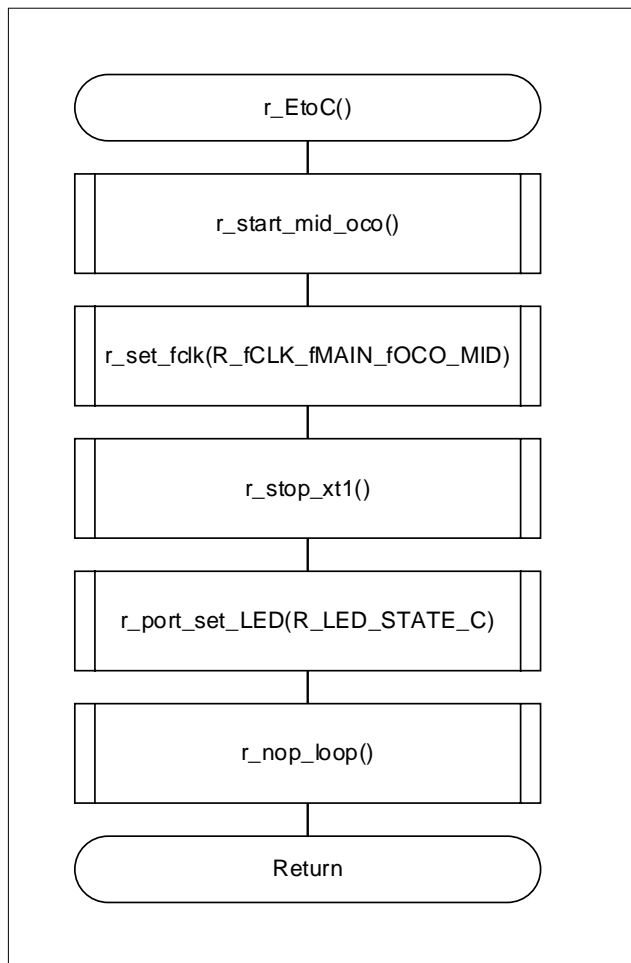 r_EtoC()
r_start_mid_oco()
r_set_fclk(R_fCLK_fMAIN_fOCO_MID)
r_stop_xt1()
r_port_set_LED(R_LED_STATE_C)
r_nop_loop()
Return